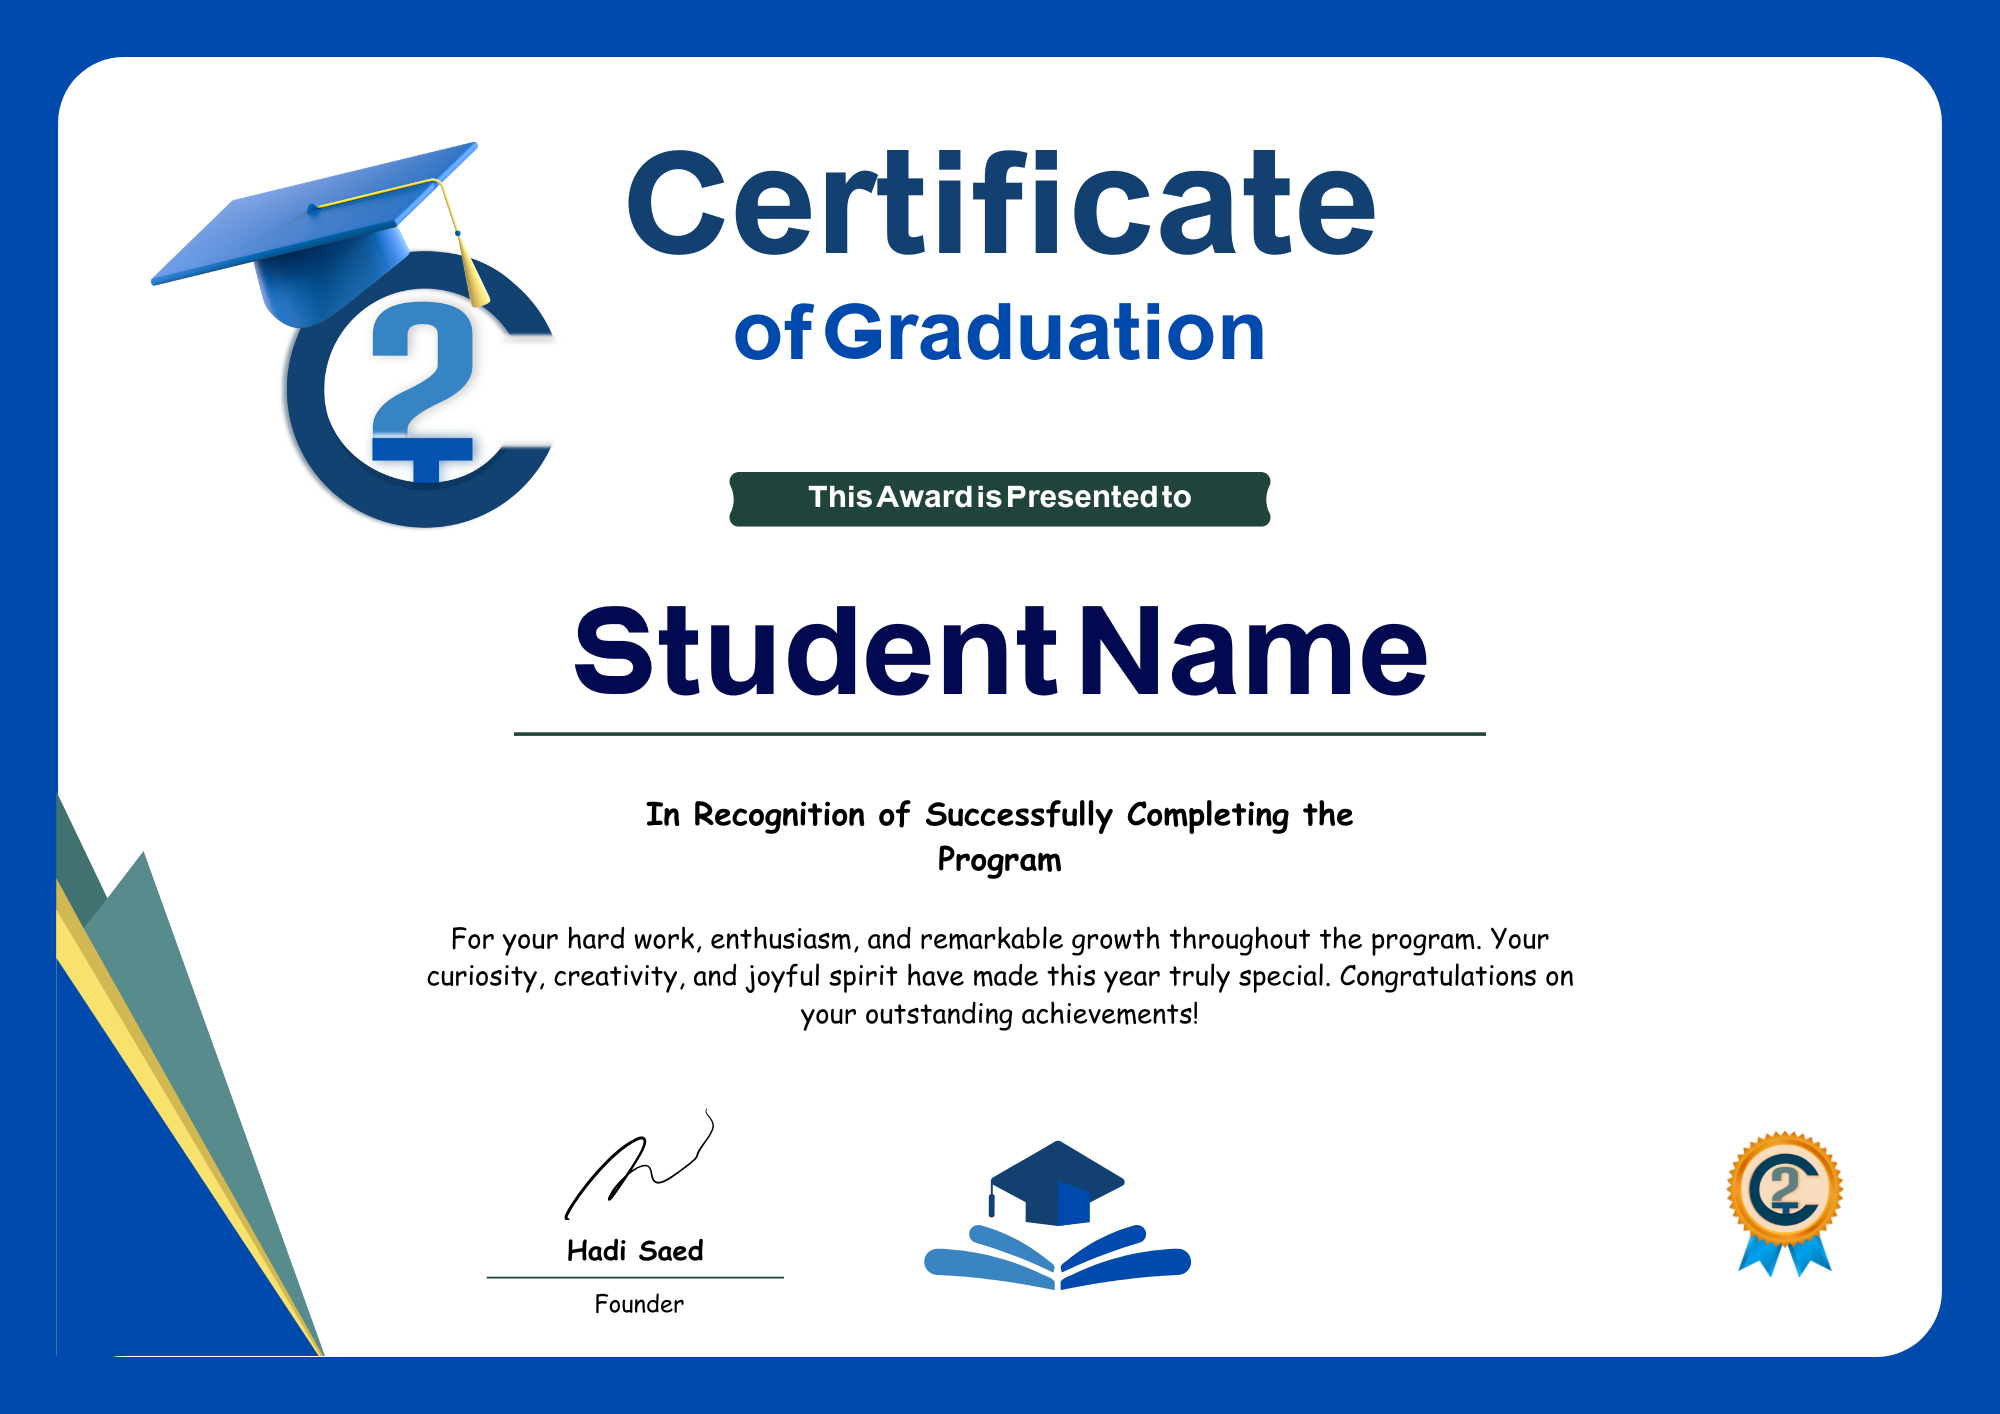 Certificate
of Graduation
C2
This Award is Presented to
Student Name
In Recognition of Successfully Completing the
Program
For your hard work, enthusiasm, and remarkable growth throughout the program. Your
curiosity, creativity, and joyful spirit have made this year truly special. Congratulations on
your outstanding achievements!
Hadi Saed
Founder
C2